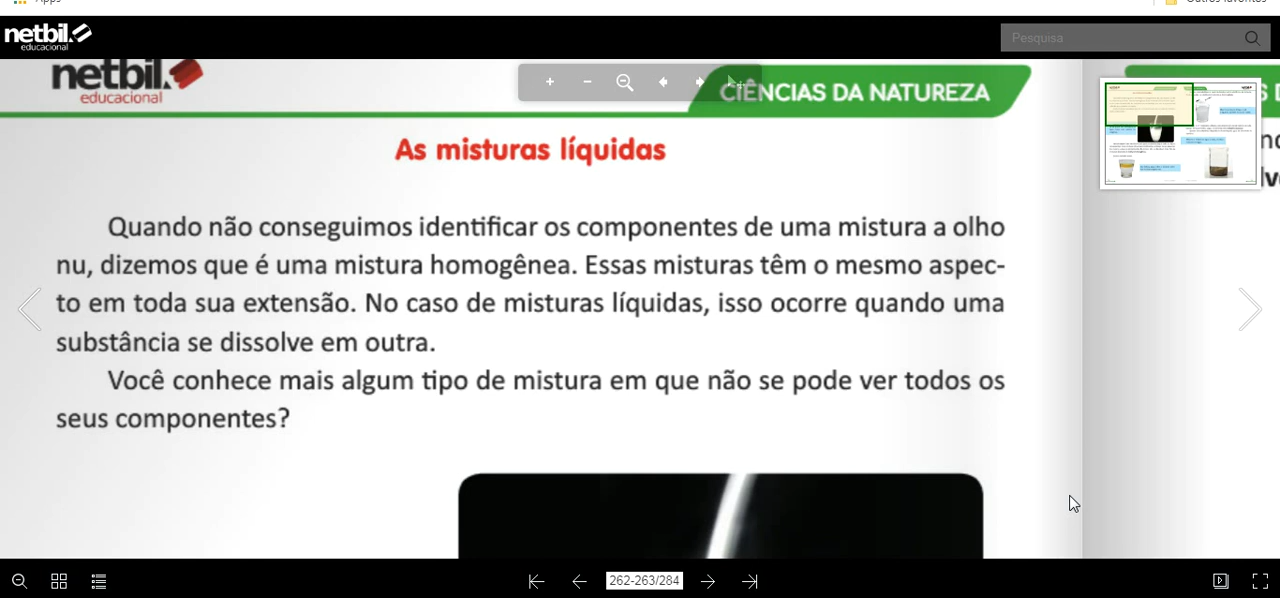 Apps
Outros favoritos
netbil
educacional
Pesquisa
netbil.
educacional
CIÊNCIAS DA NATUREZA
As misturas líquidas
Quando não conseguimos identificar os componentes de uma mistura a olho
nu, dizemos que é uma mistura homogênea. Essas misturas têm o mesmo aspec-
to em toda sua extensão. No caso de misturas líquidas, isso ocorre quando uma
substância se dissolve em outra.
Você conhece mais algum tipo de mistura em que não se pode ver todos os
seus componentes?
262-263/284